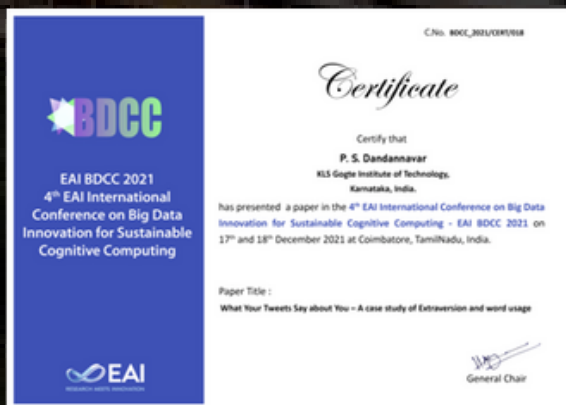 C.No. BDCC_2021/CERT/018
Certificate
BDCC
EAI BDCC 2021
4th EAI International
Conference on Big Data
Innovation for Sustainable
Cognitive Computing
EAI
RESEARCH MEETS INNOVATION
Certify that
P. S. Dandannavar
KLS Gogte Institute of Technology,
Karnataka, India.
has presented a paper in the 4th EAI International Conference on Big Data
Innovation for Sustainable Cognitive Computing - EAI BDCC 2021 on
17th and 18th December 2021 at Coimbatore, TamilNadu, India.
Paper Title :
What Your Tweets Say about You – A case study of Extraversion and word usage
General Chair